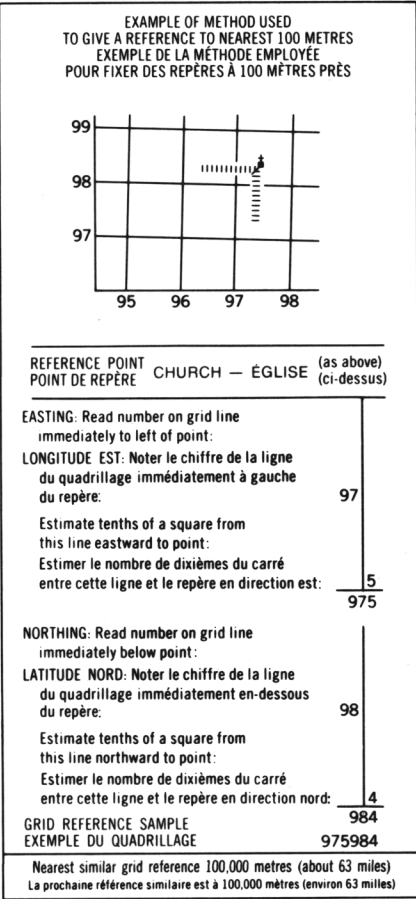 EXAMPLE OF METHOD USED
TO GIVE A REFERENCE TO NEAREST 100 METRES
EXEMPLE DE LA MÉTHODE EMPLOYÉE
POUR FIXER DES REPÈRES À 100 MÈTRES PRÈS
99
98
97
95 96 97 98
REFERENCE POINT
POINT DE REPÈRE
CHURCH — ÉGLISE
(as above)
(ci-dessus)
EASTING: Read number on grid line
immediately to left of point:
LONGITUDE EST: Noter le chiffre de la ligne
du quadrillage immédiatement à gauche
du repère: 97
Estimate tenths of a square from
this line eastward to point:
Estimer le nombre de dixièmes du carré
entre cette ligne et le repère en direction est: 5
975
NORTHING: Read number on grid line
immediately below point:
LATITUDE NORD: Noter le chiffre de la ligne
du quadrillage immédiatement en-dessous
du repère: 98
Estimate tenths of a square from
this line northward to point:
Estimer le nombre de dixièmes du carré
entre cette ligne et le repère en direction nord: 4
984
GRID REFERENCE SAMPLE
EXEMPLE DU QUADRILLAGE 975984
Nearest similar grid reference 100,000 metres (about 63 miles)
La prochaine référence similaire est à 100,000 mètres (environ 63 milles)